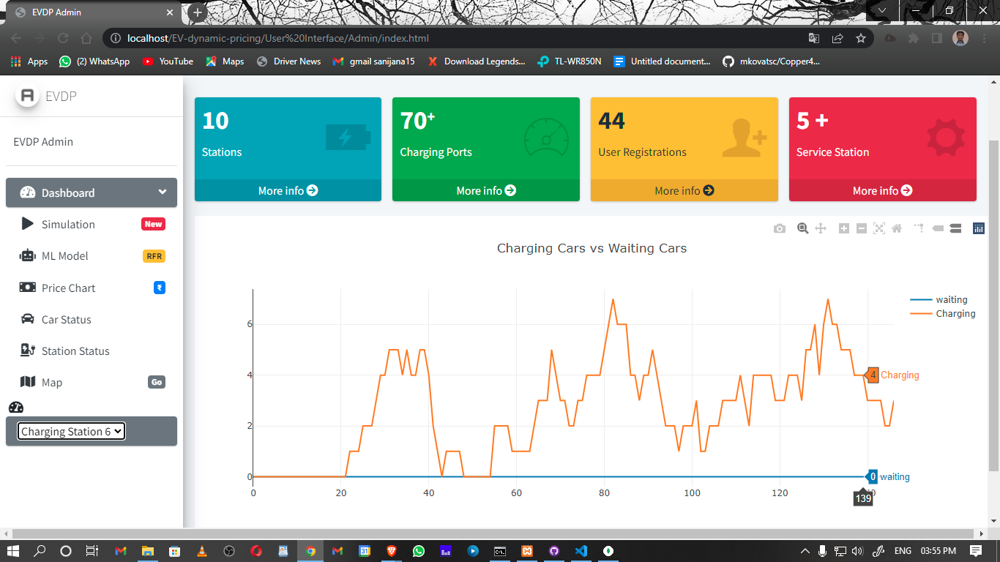 EVDP Admin
localhost/EV-dynamic-pricing/User%20Interface/Admin/index.html
Apps (2) WhatsApp YouTube Maps Driver News gmail sanijana15 Download Legends... TL-WR850N Untitled document... mkovatsc/Copper4...
A EVDP
EVDP Admin
Dashboard
Simulation New
ML Model RFR
Price Chart ₹
Car Status
Station Status
Map Go
Charging Station 6
10
Stations
More info
70+
Charging Ports
More info
44
User Registrations
More info
5 +
Service Station
More info
Charging Cars vs Waiting Cars
waiting
Charging
6
4
2
0
4 Charging
0 waiting
0 20 40 60 80 100 120
139
ENG 03:55 PM